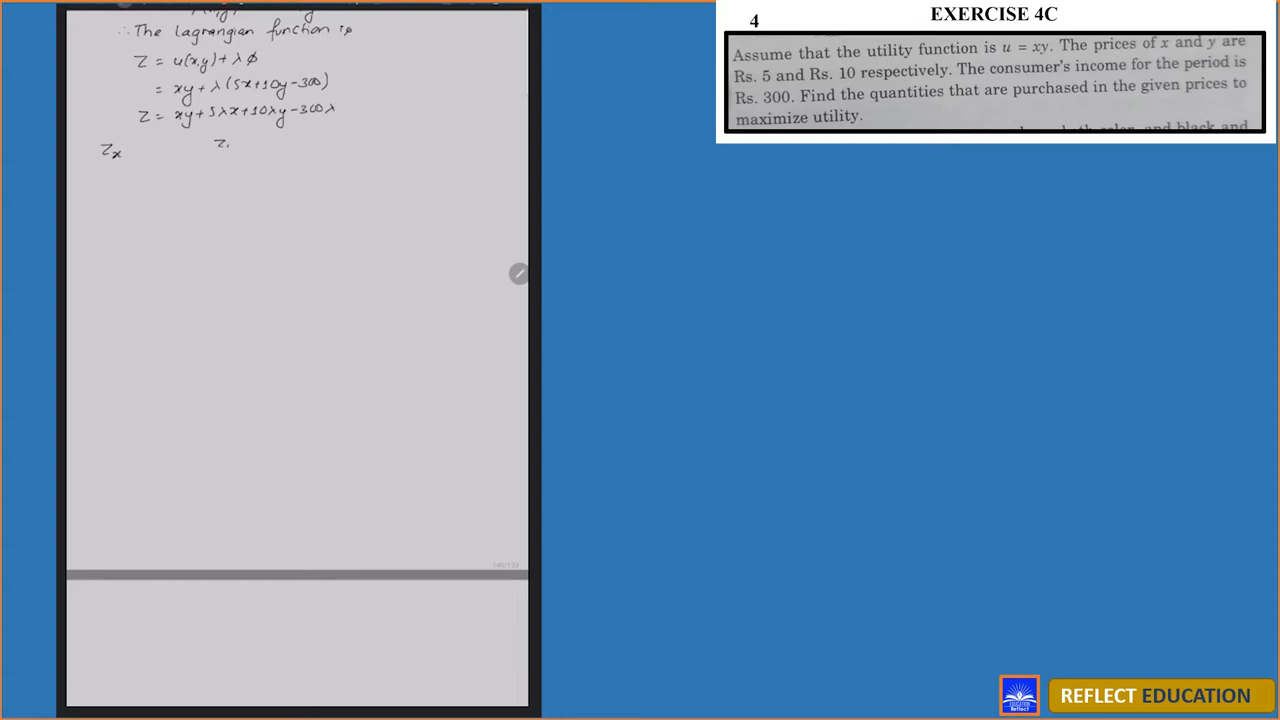 ∴ The Lagrangian function is
Z = u(x,y) + λ φ
= xy + λ (5x+10y-300)
Z = xy + 5λx + 10λy - 300λ
Zx
Z
EXERCISE 4C
4
Assume that the utility function is u = xy. The prices of x and y are
Rs. 5 and Rs. 10 respectively. The consumer's income for the period is
Rs. 300. Find the quantities that are purchased in the given prices to
maximize utility.
REFLECT EDUCATION